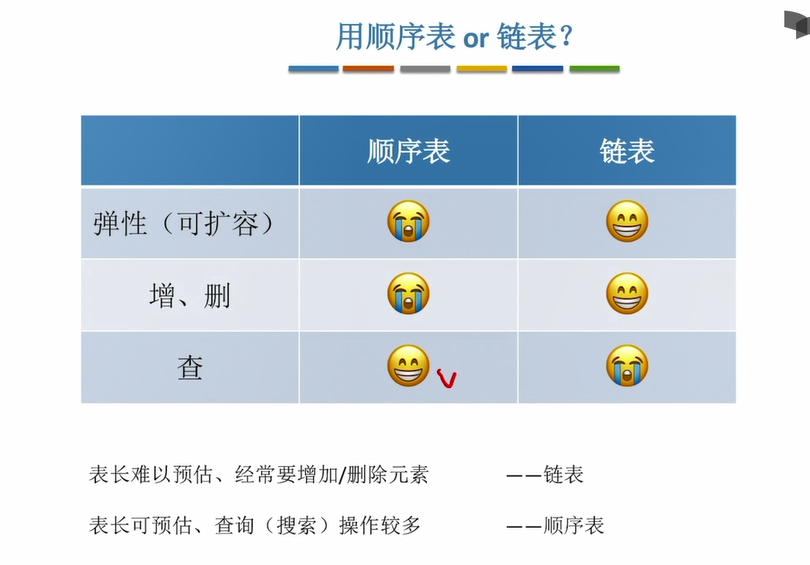 用顺序表 or 链表？
顺序表 链表
弹性（可扩容）
增、删
查
表长难以预估、经常要增加/删除元素 ——链表
表长可预估、查询（搜索）操作较多 ——顺序表